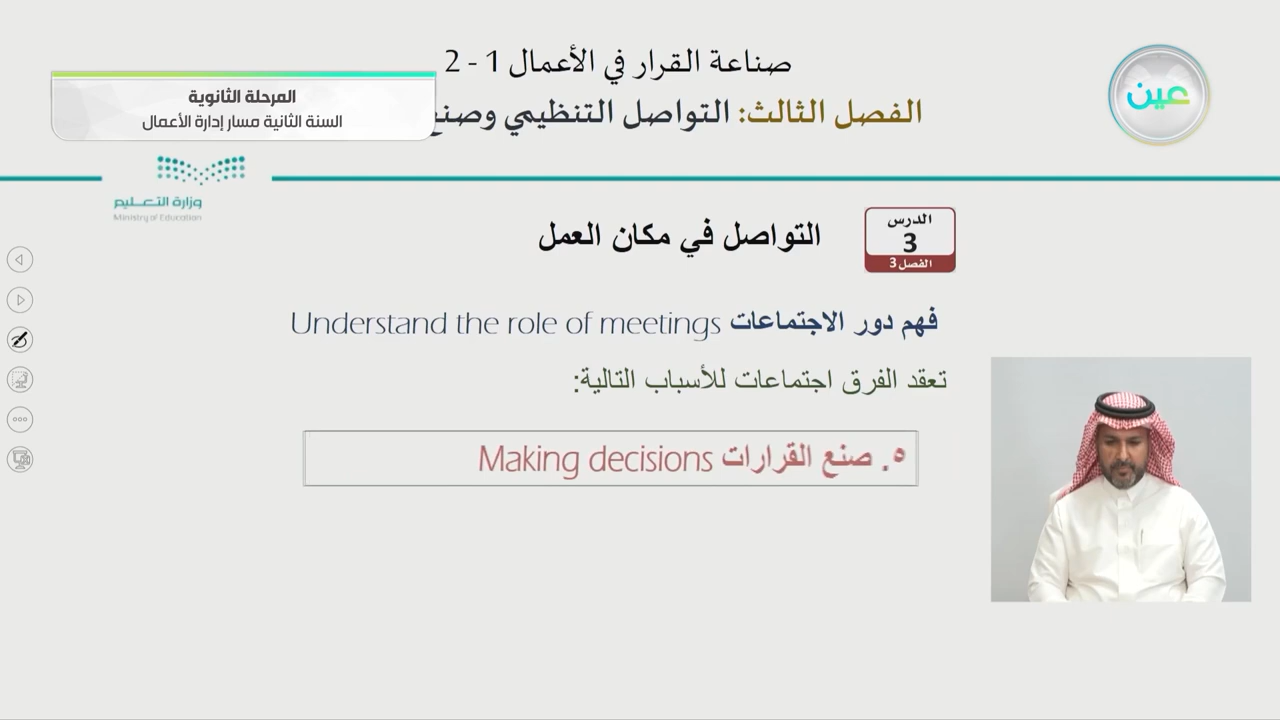 صناعة القرار في الأعمال 1 - 2
الفصل الثالث: التواصل التنظيمي وصنع
المرحلة الثانوية
السنة الثانية مسار إدارة الأعمال
عين
وزارة التعليم
Ministry of Education
الدرس
3
الفصل 3
التواصل في مكان العمل
فهم دور الاجتماعات Understand the role of meetings
تعقد الفرق اجتماعات للأسباب التالية:
٥. صنع القرارات Making decisions